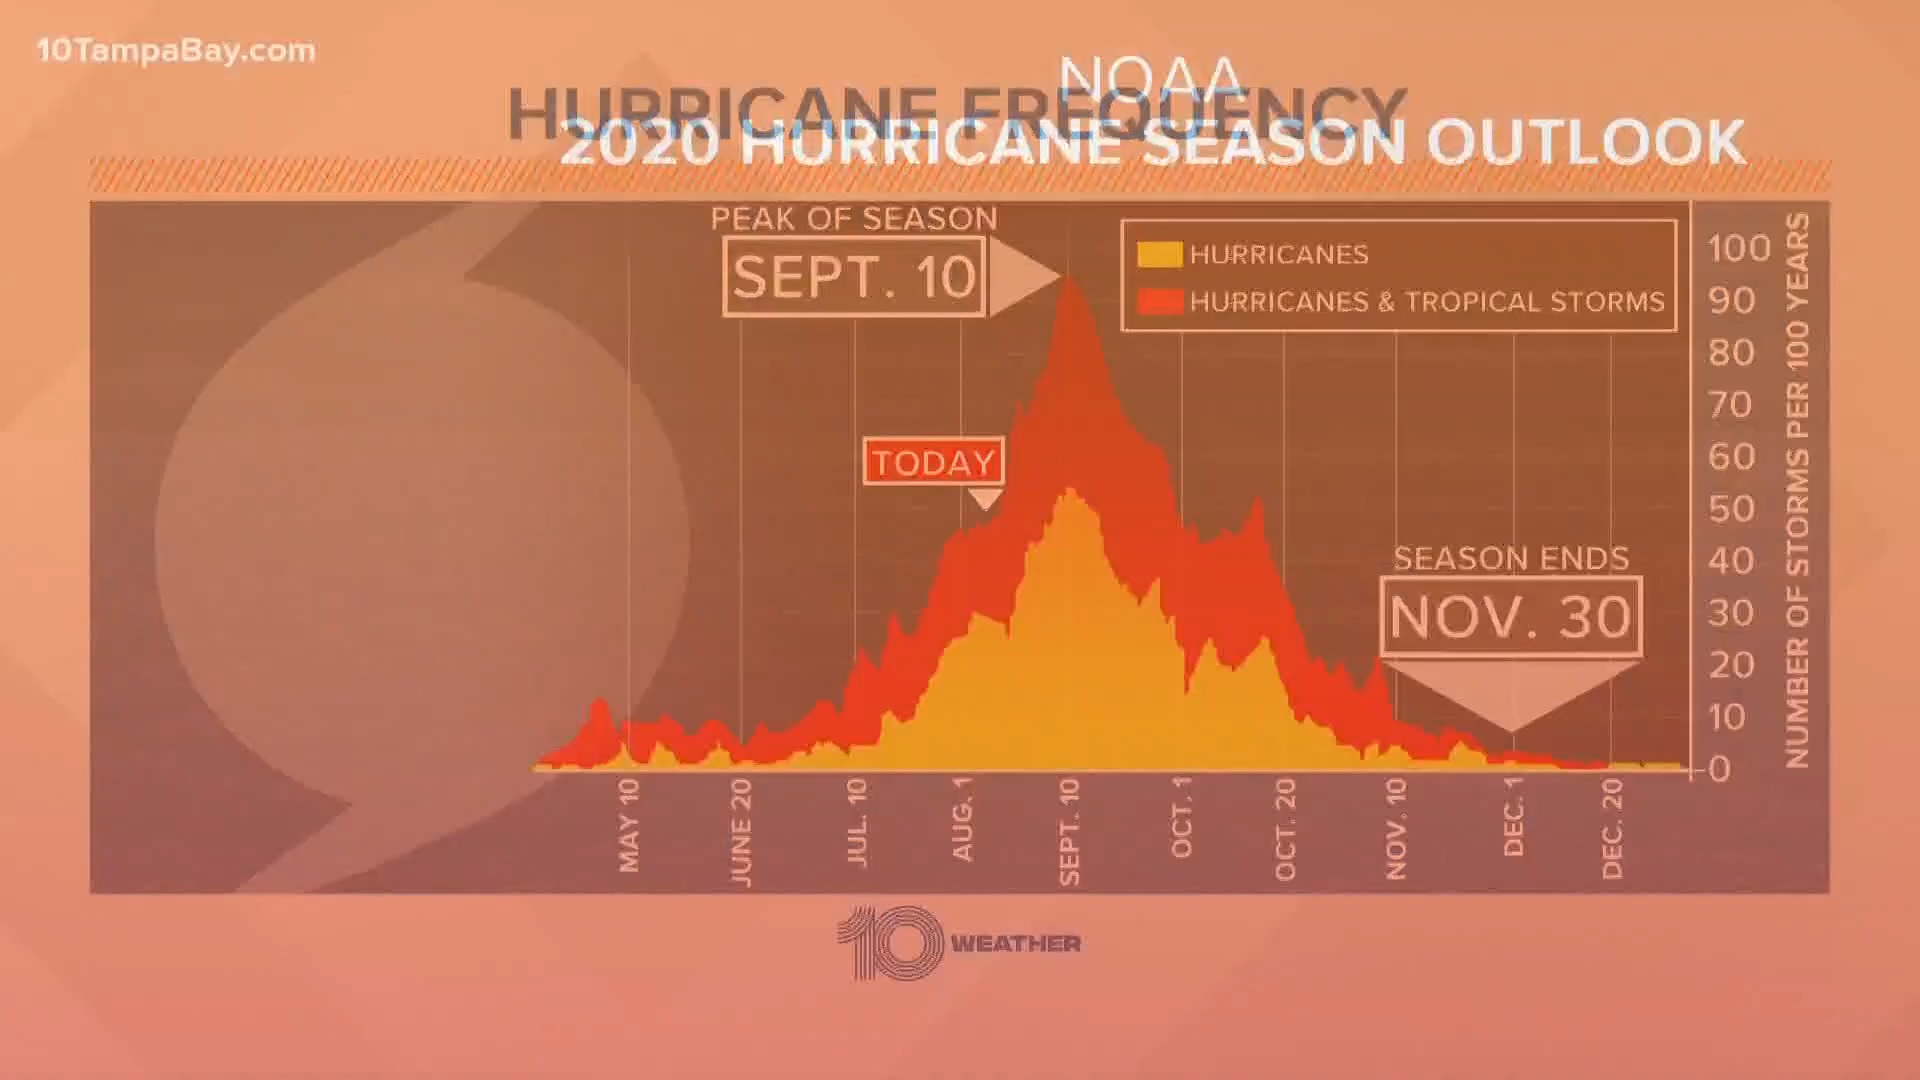 10TampaBay.com
NOAA
HURRICANE FREQUENCY
2020 HURRICANE SEASON OUTLOOK
PEAK OF SEASON
SEPT. 10
HURRICANES
HURRICANES & TROPICAL STORMS
TODAY
SEASON ENDS
NOV. 30
100
90
80
70
60
50
40
30
20
10
0
NUMBER OF STORMS PER 100 YEARS
MAY 10
JUNE 20
JUL. 10
AUG. 1
SEPT. 10
OCT. 1
OCT. 20
NOV. 10
DEC. 1
DEC. 20
10 WEATHER